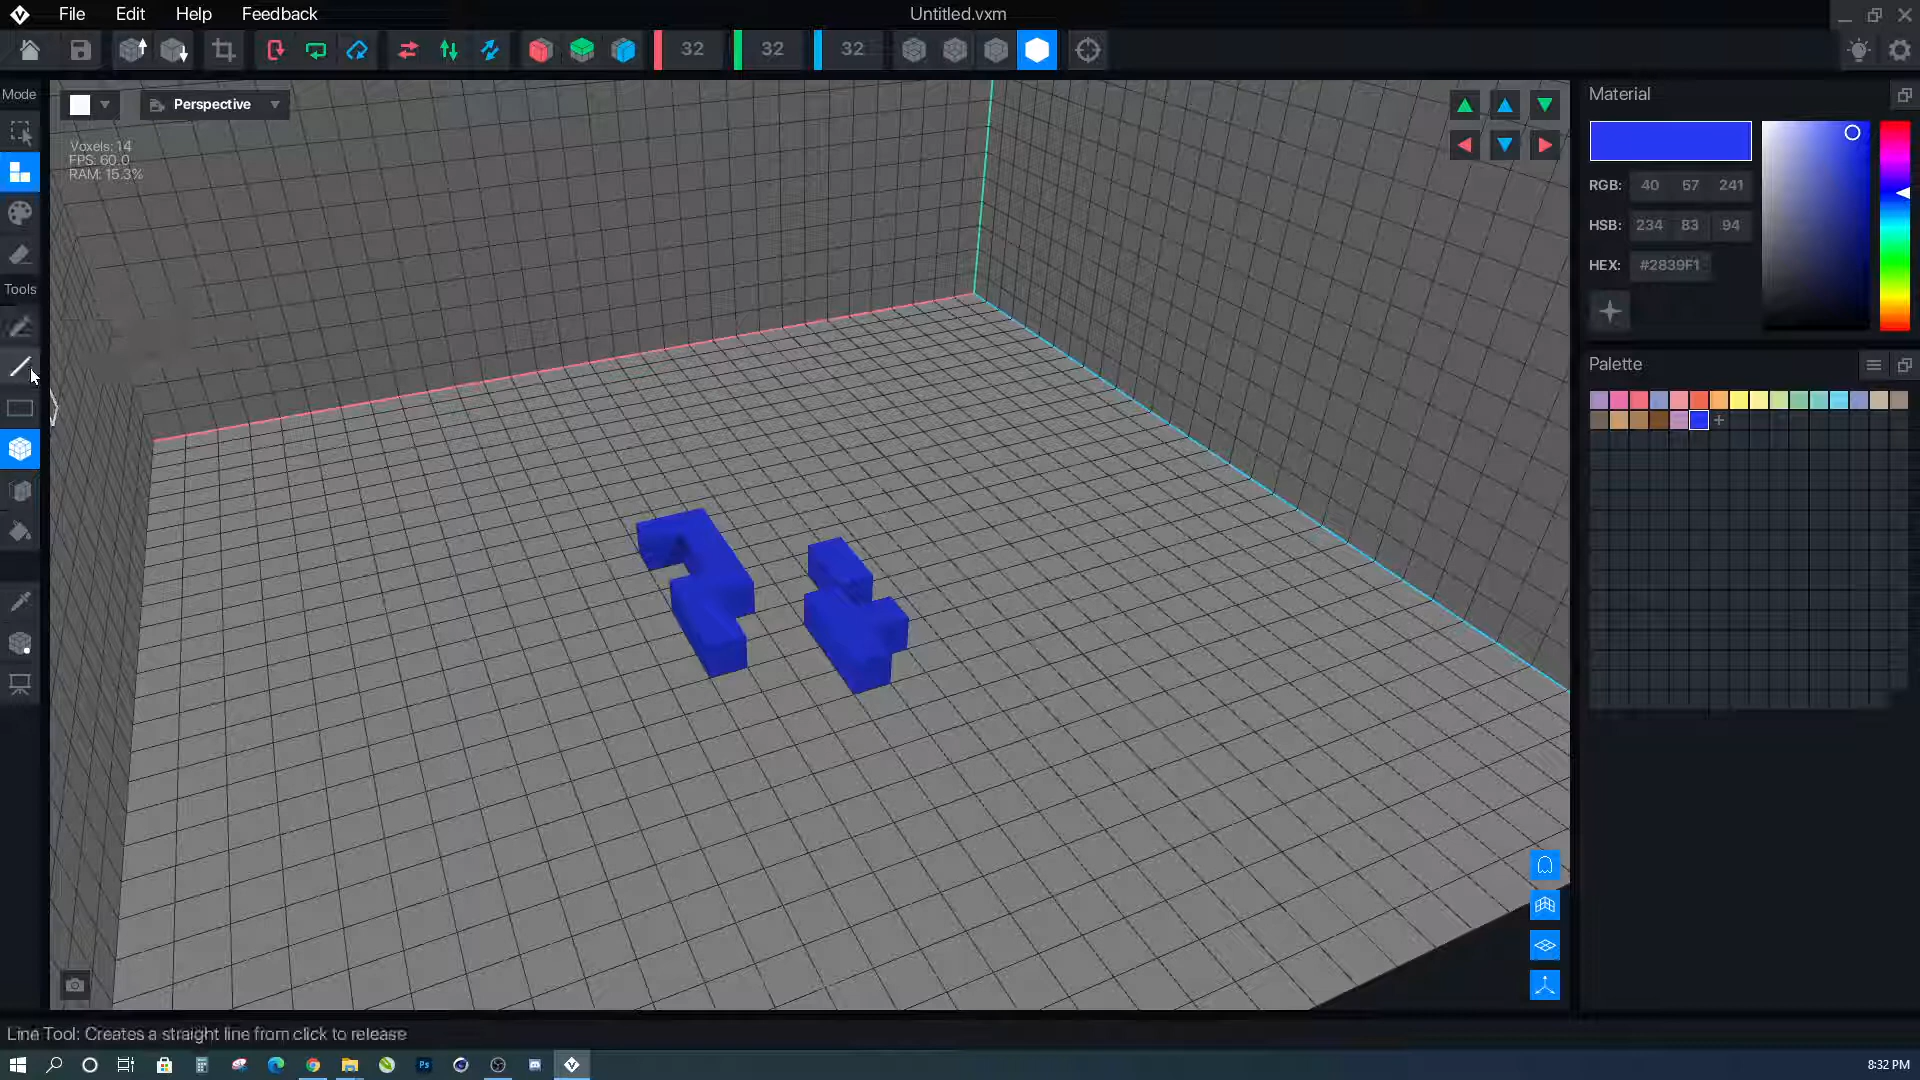 File Edit Help Feedback Untitled.vxm
32 32 32
Mode
Perspective
Voxels: 14
FPS: 60.0
RAM: 15.3%
Tools
Material
RGB: 40 57 241
HSB: 234 83 94
HEX: #2839F1
Palette
Line Tool: Creates a straight line from click to release
Ps
8:32 PM